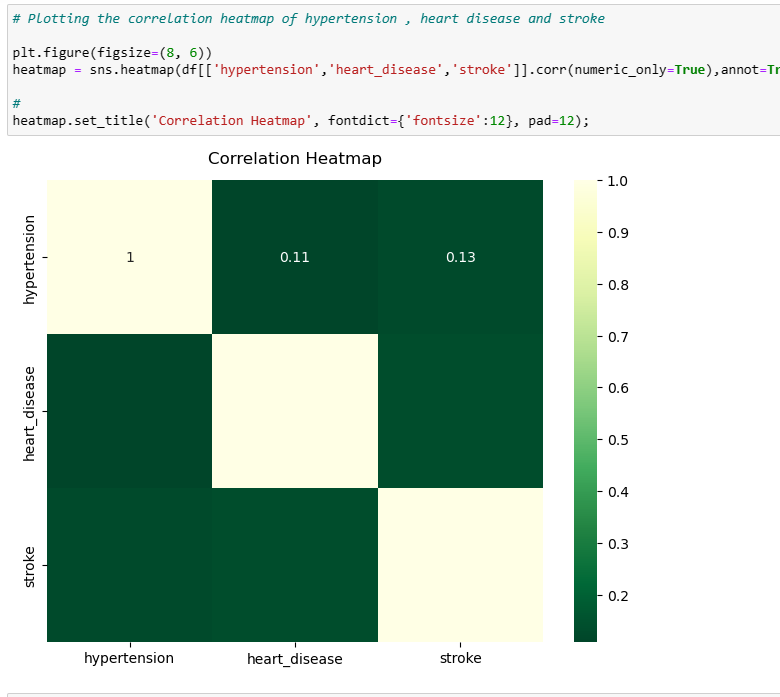 # Plotting the correlation heatmap of hypertension , heart disease and stroke
plt.figure(figsize=(8, 6))
heatmap = sns.heatmap(df[['hypertension','heart_disease','stroke']].corr(numeric_only=True),annot=Tr
#
heatmap.set_title('Correlation Heatmap', fontdict={'fontsize':12}, pad=12);
Correlation Heatmap
hypertension
heart_disease
stroke
1
0.11
0.13
hypertension
heart_disease
stroke
1.0
0.9
0.8
0.7
0.6
0.5
0.4
0.3
0.2